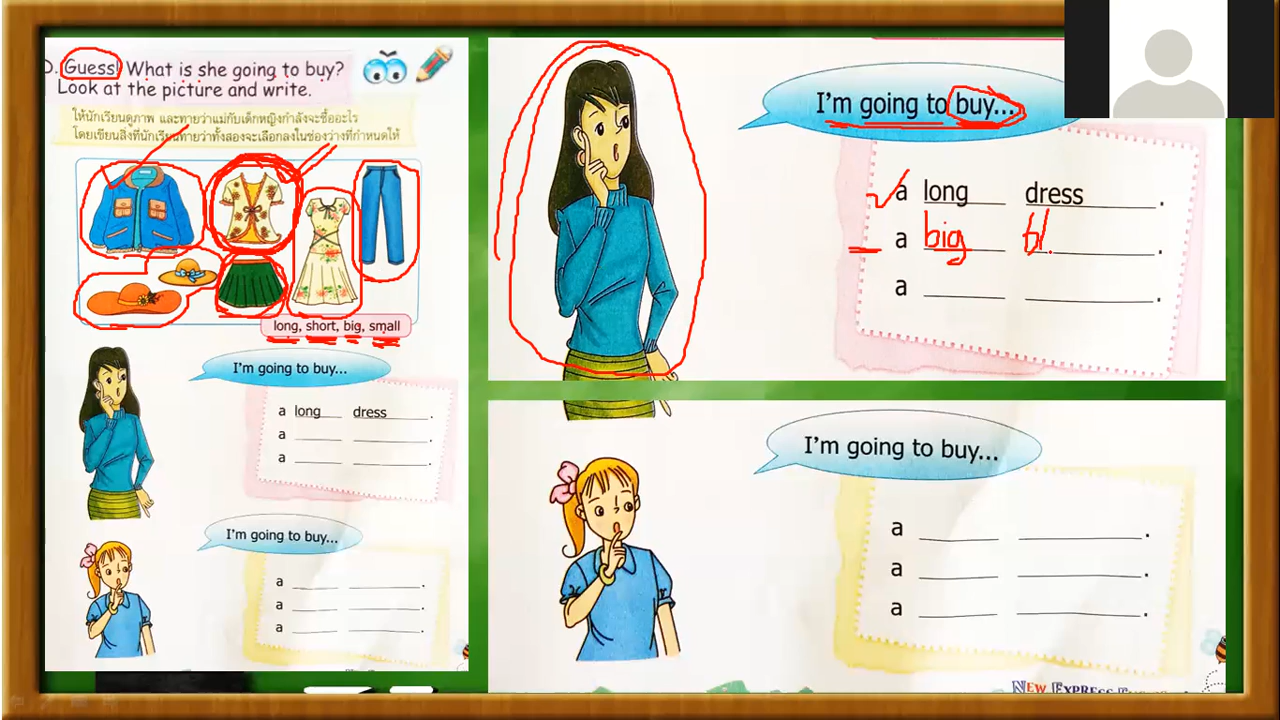 D. Guess! What is she going to buy?
Look at the picture and write.
ให้นักเรียนดูภาพ และทายว่าแม่กับเด็กหญิงกำลังจะซื้ออะไร
โดยเขียนสิ่งที่นักเรียนทายว่าทั้งสองจะเลือกลงในช่องว่างที่กำหนดให้
long, short, big, small
I'm going to buy...
a long dress.
a .
a .
I'm going to buy...
a .
a .
a .
I'm going to buy...
a long dress.
a big bl.
a .
I'm going to buy...
a .
a .
a .
NEW EXPRESS